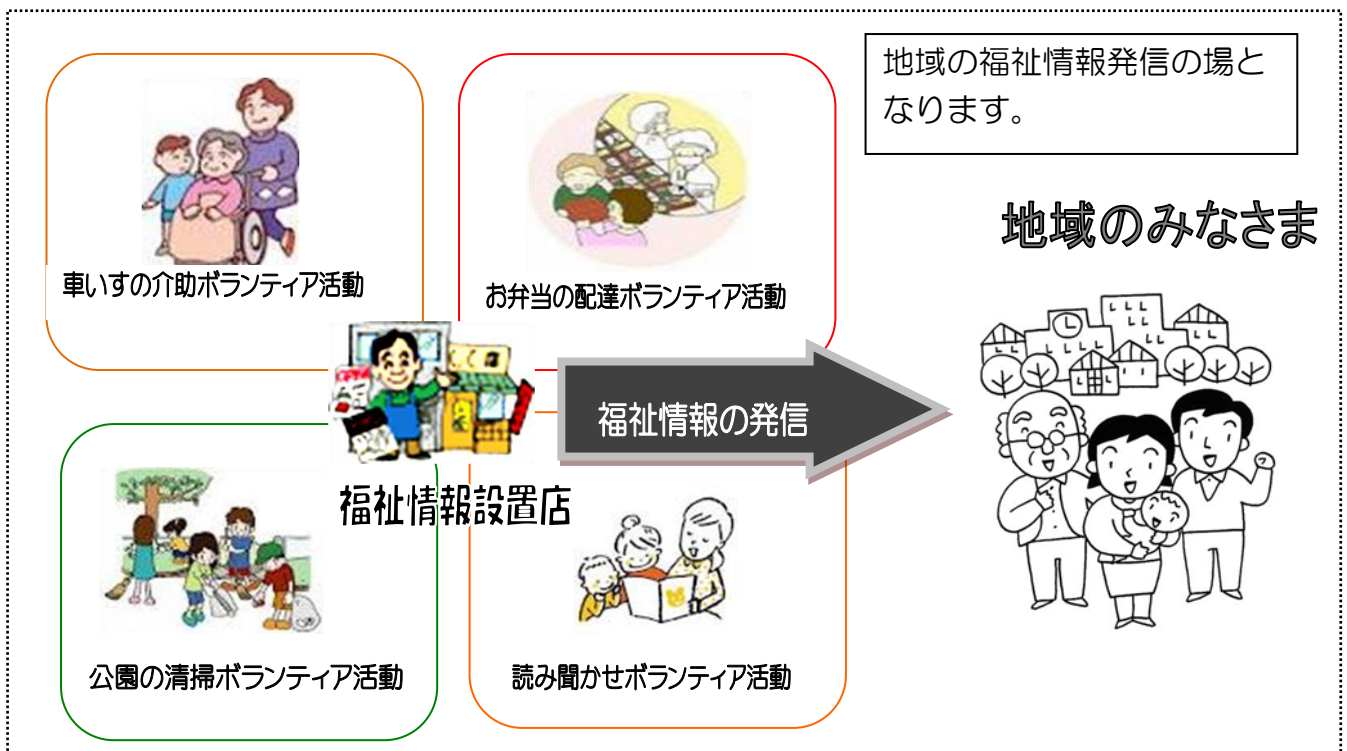 地域の福祉情報発信の場と
なります。
地域のみなさま
車いすの介助ボランティア活動
お弁当の配達ボランティア活動
福祉情報の発信
福祉情報設置店
公園の清掃ボランティア活動
読み聞かせボランティア活動